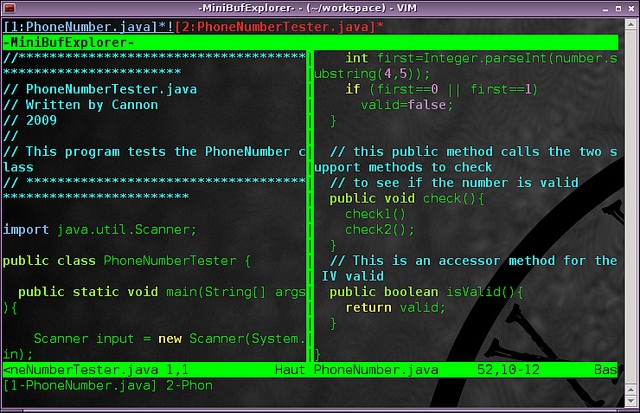 -MiniBufExplorer- - (~/workspace) - VIM
[1:PhoneNumber.java]*![2:PhoneNumberTester.java]*
-MiniBufExplorer-
//***********************************
***********************
// PhoneNumberTester.java
// Written by Cannon
// 2009
//
// This program tests the PhoneNumber c
lass
// **********************************
************************
import java.util.Scanner;
public class PhoneNumberTester {
public static void main(String[] args
){
Scanner input = new Scanner(System.
in);
int first=Integer.parseInt(number.s
ubstring(4,5));
if (first==0 || first==1)
valid=false;
}
// this public method calls the two s
upport methods to check
// to see if the number is valid
public void check(){
check1()
check2();
}
// This is an accessor method for the
IV valid
public boolean isValid(){
return valid;
}
}
<neNumberTester.java 1,1 Haut
PhoneNumber.java 52,10-12 Bas
[1-PhoneNumber.java] 2-Phon